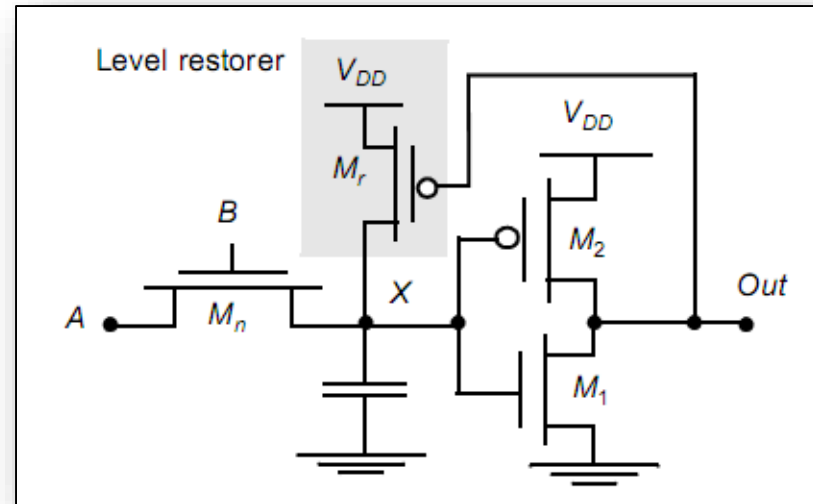 Level restorer
V_DD
V_DD
M_r
B
M_2
A
M_n
X
Out
M_1